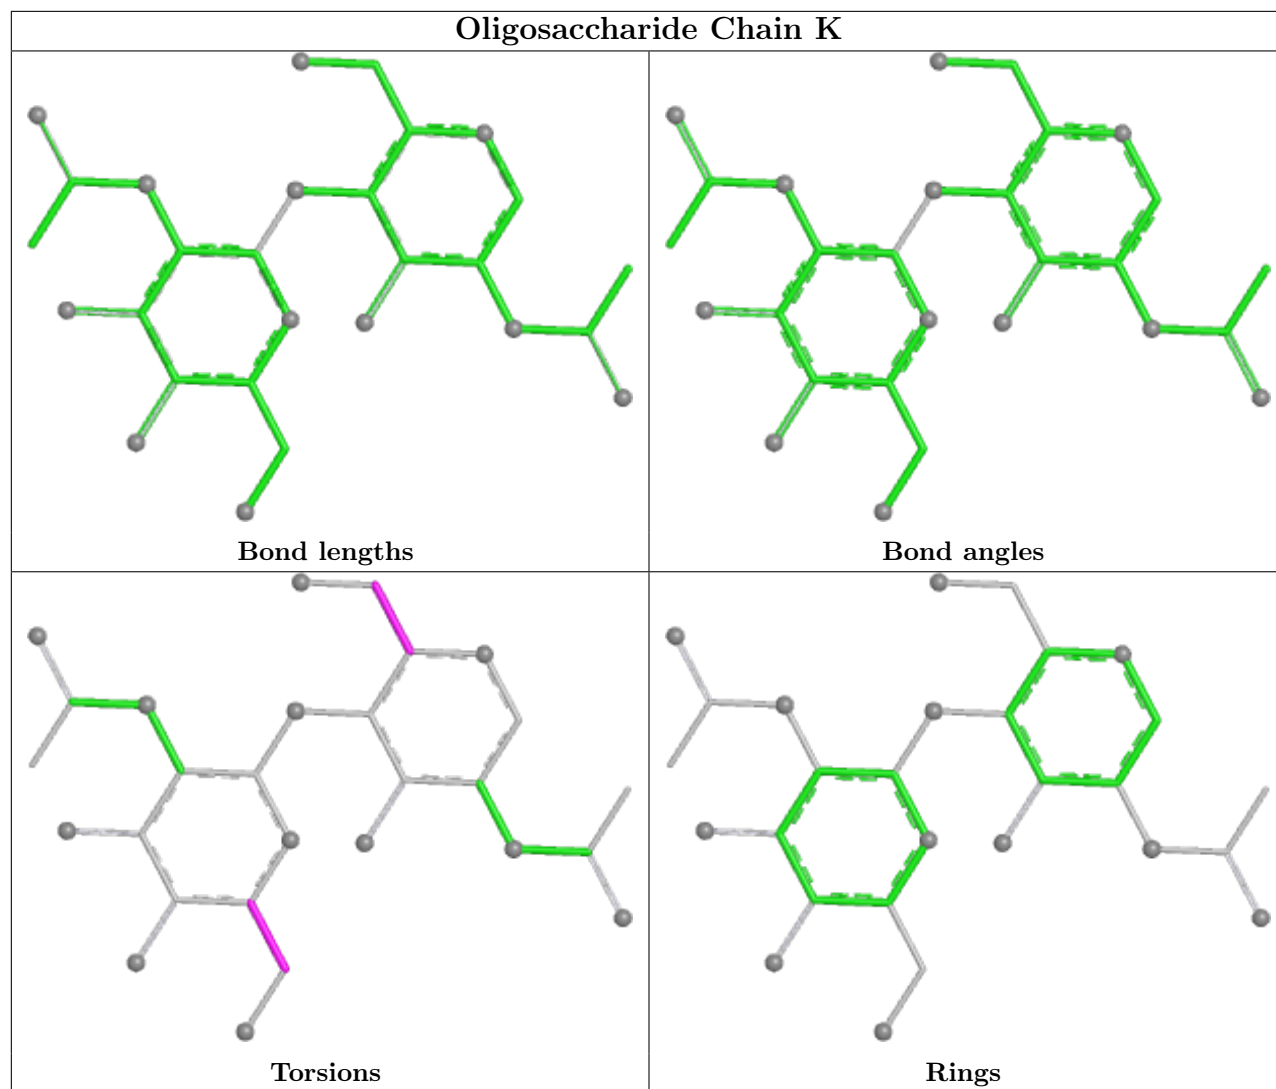 Oligosaccharide Chain K
Bond lengths
Bond angles
Torsions
Rings